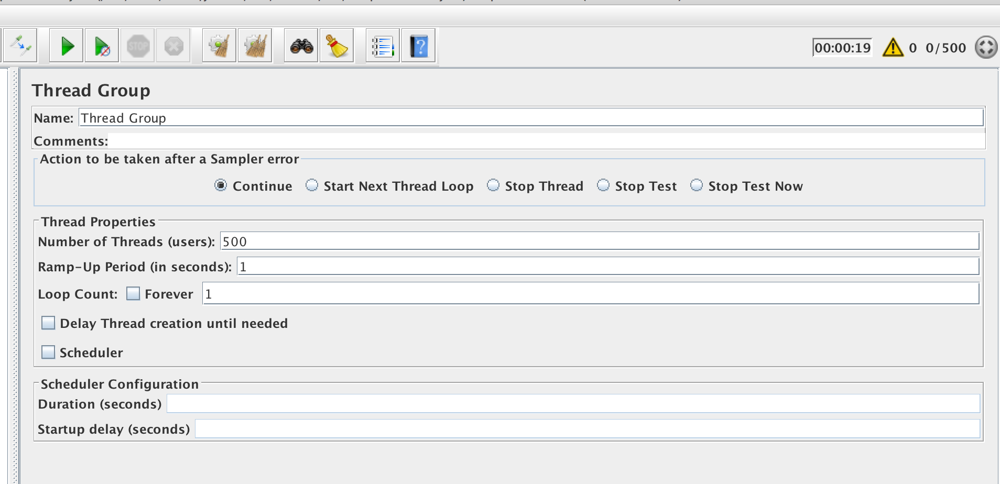 STOP
?
00:00:19 0 0/500
Thread Group
Name: Thread Group
Comments:
Action to be taken after a Sampler error
Continue Start Next Thread Loop Stop Thread Stop Test Stop Test Now
Thread Properties
Number of Threads (users): 500
Ramp-Up Period (in seconds): 1
Loop Count: Forever 1
Delay Thread creation until needed
Scheduler
Scheduler Configuration
Duration (seconds)
Startup delay (seconds)